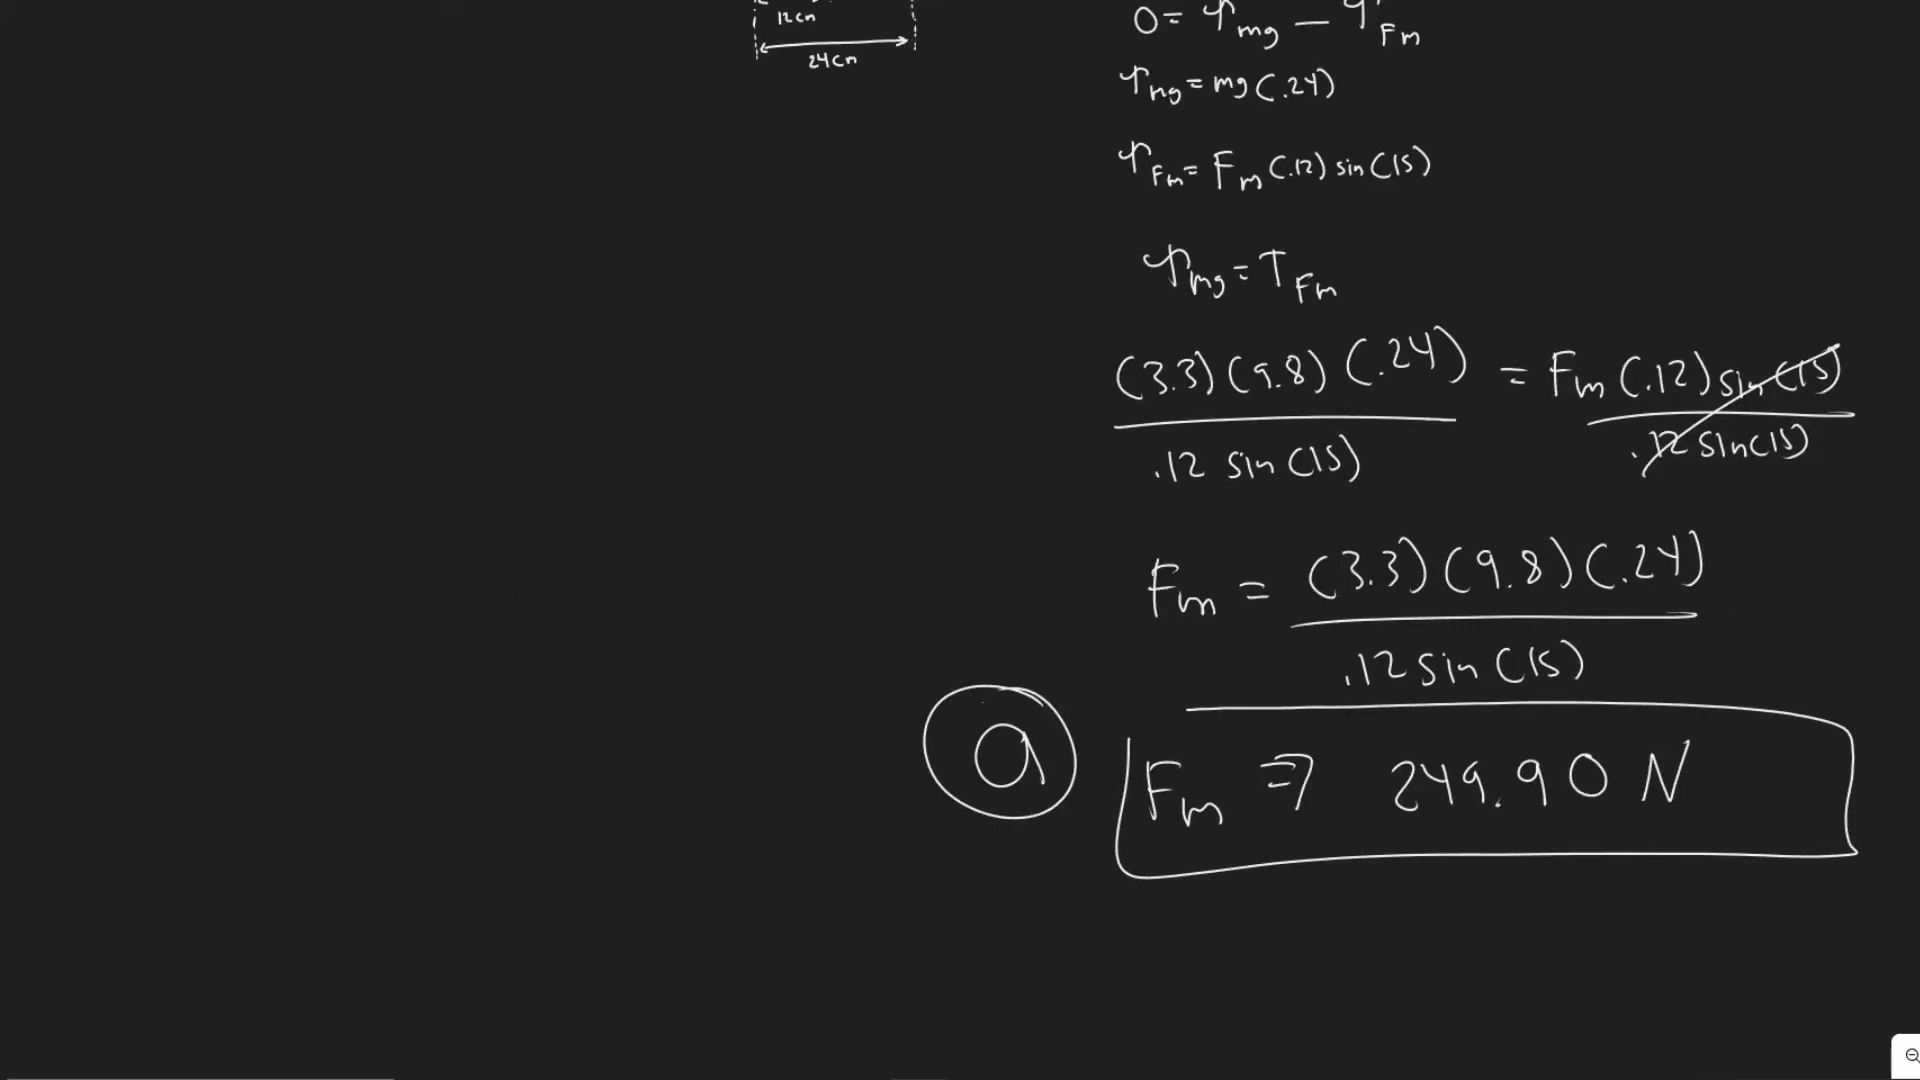 12cm
24cm
0 = τmg - τFm
τmg = mg(.24)
τFm = Fm(.12) sin(15)
τmg = TFm
(3.3)(9.8)(.24) = Fm(.12) sin(15)
.12 sin(15) .12 sin(15)
Fm = (3.3)(9.8)(.24)
.12 sin(15)
a
Fm => 249.90 N